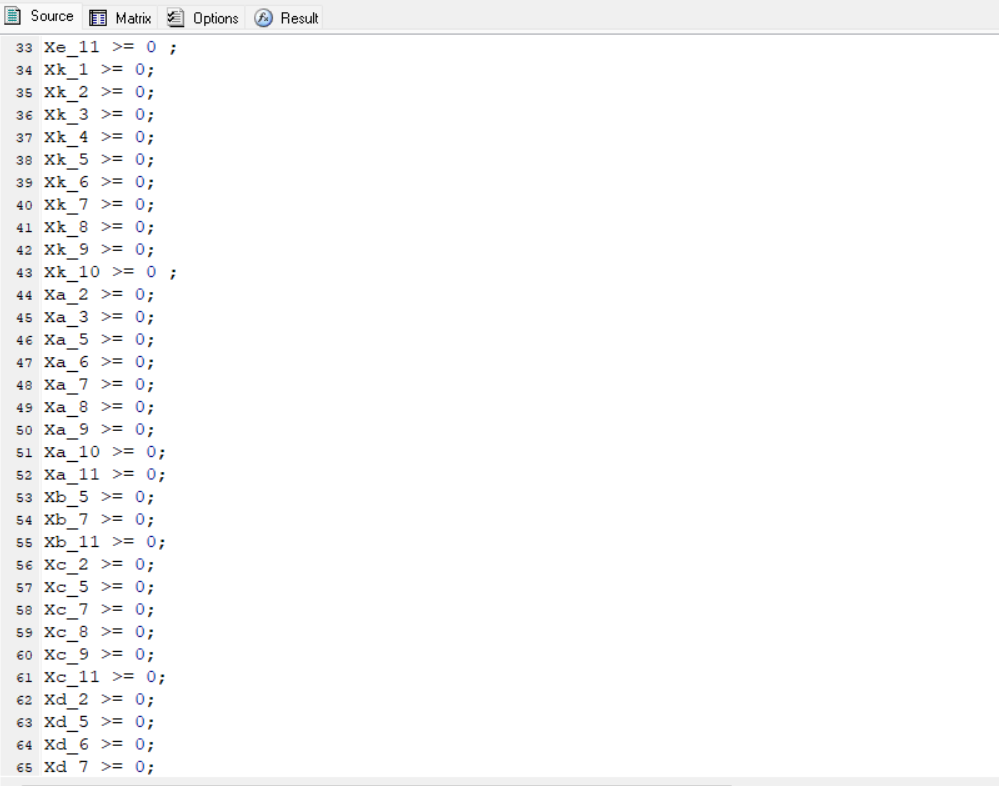 Source Matrix Options Result
33 Xe_11 >= 0 ;
34 Xk_1 >= 0;
35 Xk_2 >= 0;
36 Xk_3 >= 0;
37 Xk_4 >= 0;
38 Xk_5 >= 0;
39 Xk_6 >= 0;
40 Xk_7 >= 0;
41 Xk_8 >= 0;
42 Xk_9 >= 0;
43 Xk_10 >= 0 ;
44 Xa_2 >= 0;
45 Xa_3 >= 0;
46 Xa_5 >= 0;
47 Xa_6 >= 0;
48 Xa_7 >= 0;
49 Xa_8 >= 0;
50 Xa_9 >= 0;
51 Xa_10 >= 0;
52 Xa_11 >= 0;
53 Xb_5 >= 0;
54 Xb_7 >= 0;
55 Xb_11 >= 0;
56 Xc_2 >= 0;
57 Xc_5 >= 0;
58 Xc_7 >= 0;
59 Xc_8 >= 0;
60 Xc_9 >= 0;
61 Xc_11 >= 0;
62 Xd_2 >= 0;
63 Xd_5 >= 0;
64 Xd_6 >= 0;
65 Xd_7 >= 0;